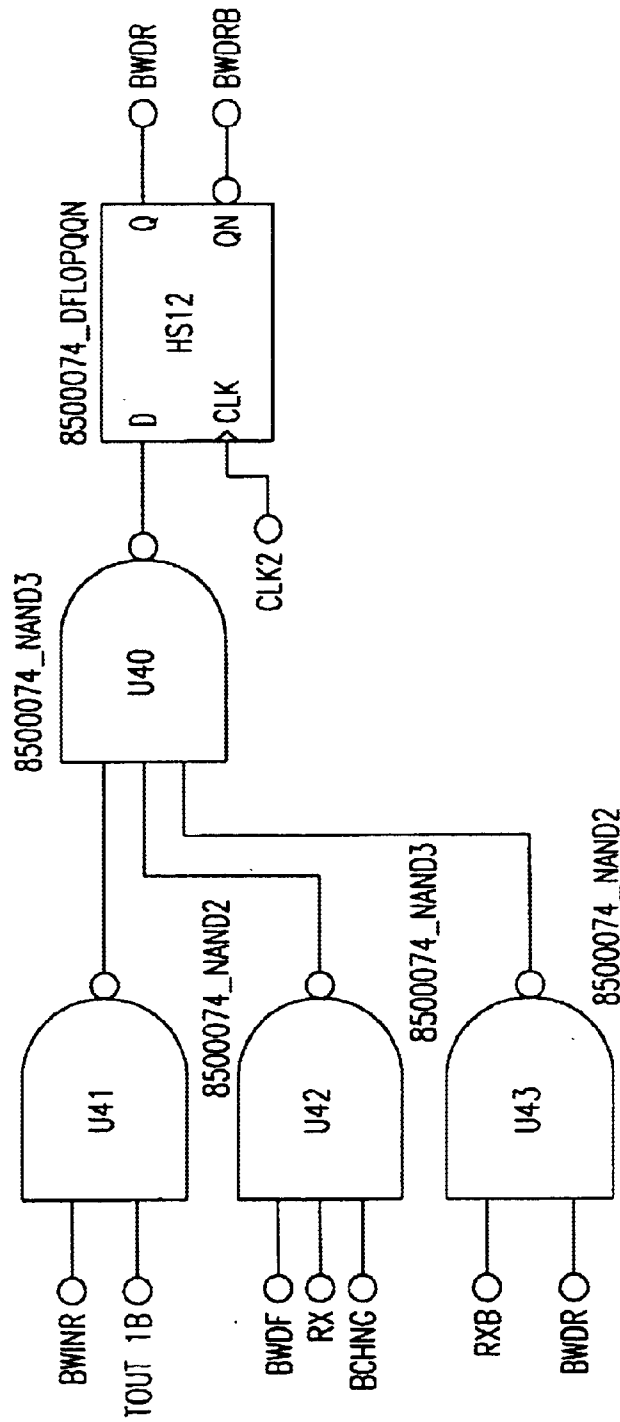 BWINR
TOUT 1B
U41
8500074_NAND2
BWDF
RX
BCHNG
U42
8500074_NAND3
RXB
BWDR
U43
8500074_NAND2
8500074_NAND3
U40
CLK2
8500074_DFLOPQQN
D
Q
HS12
CLK
QN
BWDR
BWDRB